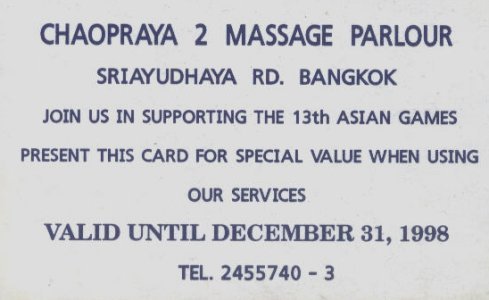 CHAOPRAYA 2 MASSAGE PARLOUR
SRIAYUDHAYA RD. BANGKOK
JOIN US IN SUPPORTING THE 13th ASIAN GAMES
PRESENT THIS CARD FOR SPECIAL VALUE WHEN USING
OUR SERVICES
VALID UNTIL DECEMBER 31, 1998
TEL. 2455740 - 3